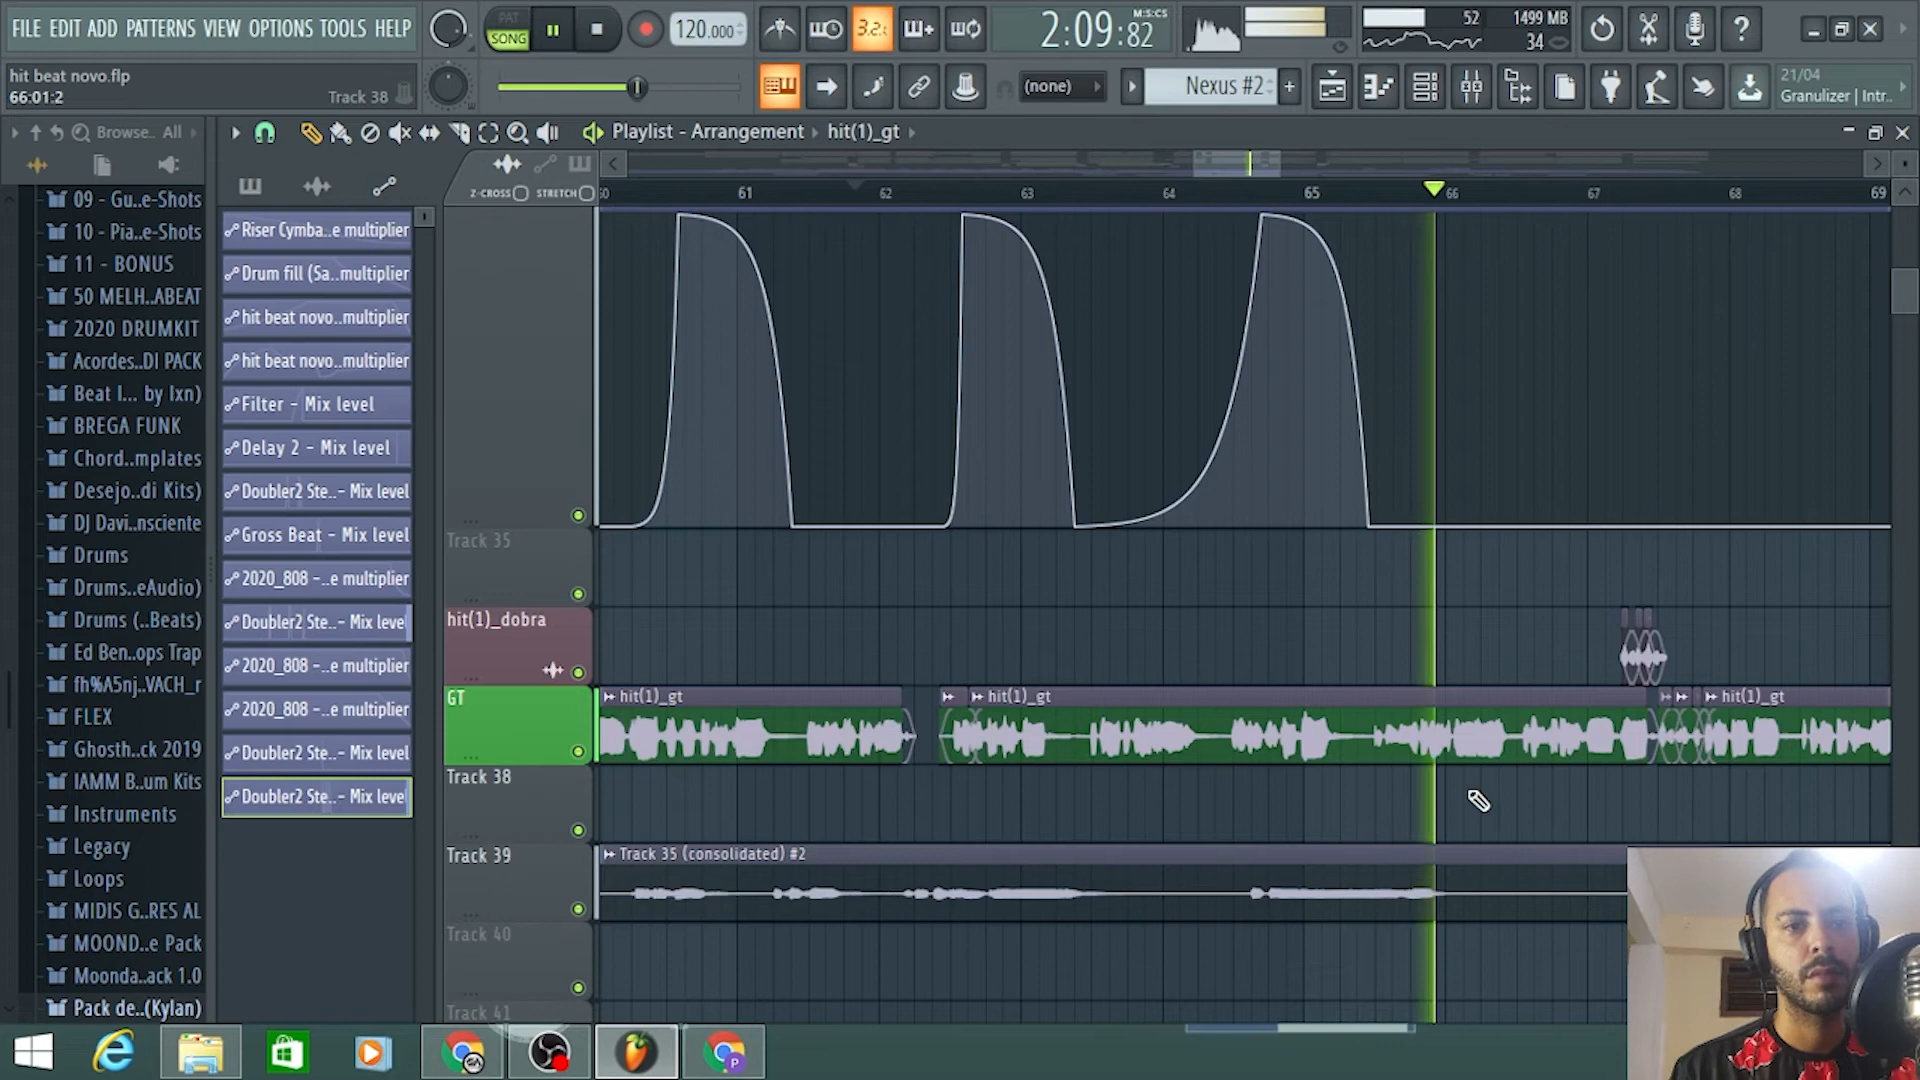 FILE EDIT ADD PATTERNS VIEW OPTIONS TOOLS HELP
PAT
SONG
120.000
3.2.
2:09:82
M:S:CS
52
1499 MB
34
hit beat novo.flp
66:01:2
Track 38
(none)
Nexus #2
21/04
Granulizer | Intr..
Browse.. All
Playlist - Arrangement
hit(1)_gt
Z-CROSS
STRETCH
60
61
62
63
64
65
66
67
68
69
09 - Gu..e-Shots
10 - Pia..e-Shots
11 - BONUS
50 MELH..ABEAT
2020 DRUMKIT
Acordes..DI PACK
Beat I... by Ixn)
BREGA FUNK
Chord..mplates
Desejo..di Kits)
DJ Davi..nsciente
Drums
Drums..eAudio)
Drums (..Beats)
Ed Ben..ops Trap
fh%A5nj..VACH_r
FLEX
Ghosth..ck 2019
IAMM B..um Kits
Instruments
Legacy
Loops
MIDIS G..RES AL
MOOND..e Pack
Moonda..ack 1.0
Pack de..(Kylan)
Riser Cymba..e multiplier
Drum fill (Sa..multiplier
hit beat novo..multiplier
hit beat novo..multiplier
Filter - Mix level
Delay 2 - Mix level
Doubler2 Ste..- Mix level
Gross Beat - Mix level
2020_808 -..e multiplier
Doubler2 Ste..- Mix level
2020_808 -..e multiplier
2020_808 -..e multiplier
Doubler2 Ste..- Mix level
Doubler2 Ste..- Mix level
Track 35
hit(1)_dobra
GT
hit(1)_gt
hit(1)_gt
hit(1)_gt
Track 38
Track 39
Track 35 (consolidated) #2
Track 40
Track 41